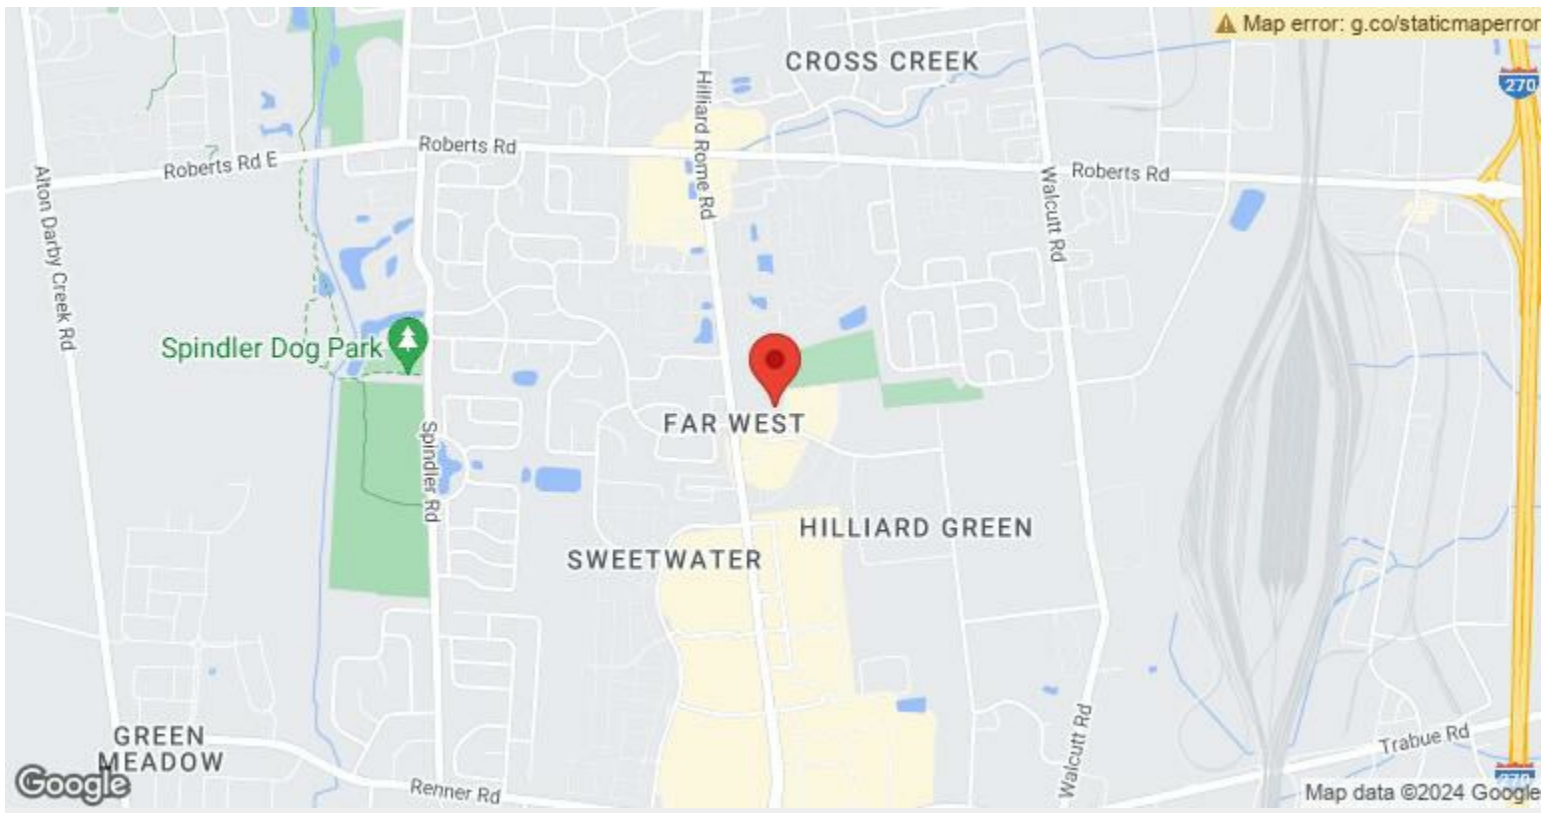 Map error: g.co/staticmaperror
CROSS CREEK
270
Hilliard Rome Rd
Roberts Rd
Roberts Rd E
Roberts Rd
Walcutt Rd
Alton Darby Creek Rd
Spindler Dog Park
FAR WEST
Spindler Rd
HILLIARD GREEN
SWEETWATER
GREEN
MEADOW
Walcutt Rd
Trabue Rd
Renner Rd
270
Google
Map data ©2024 Google